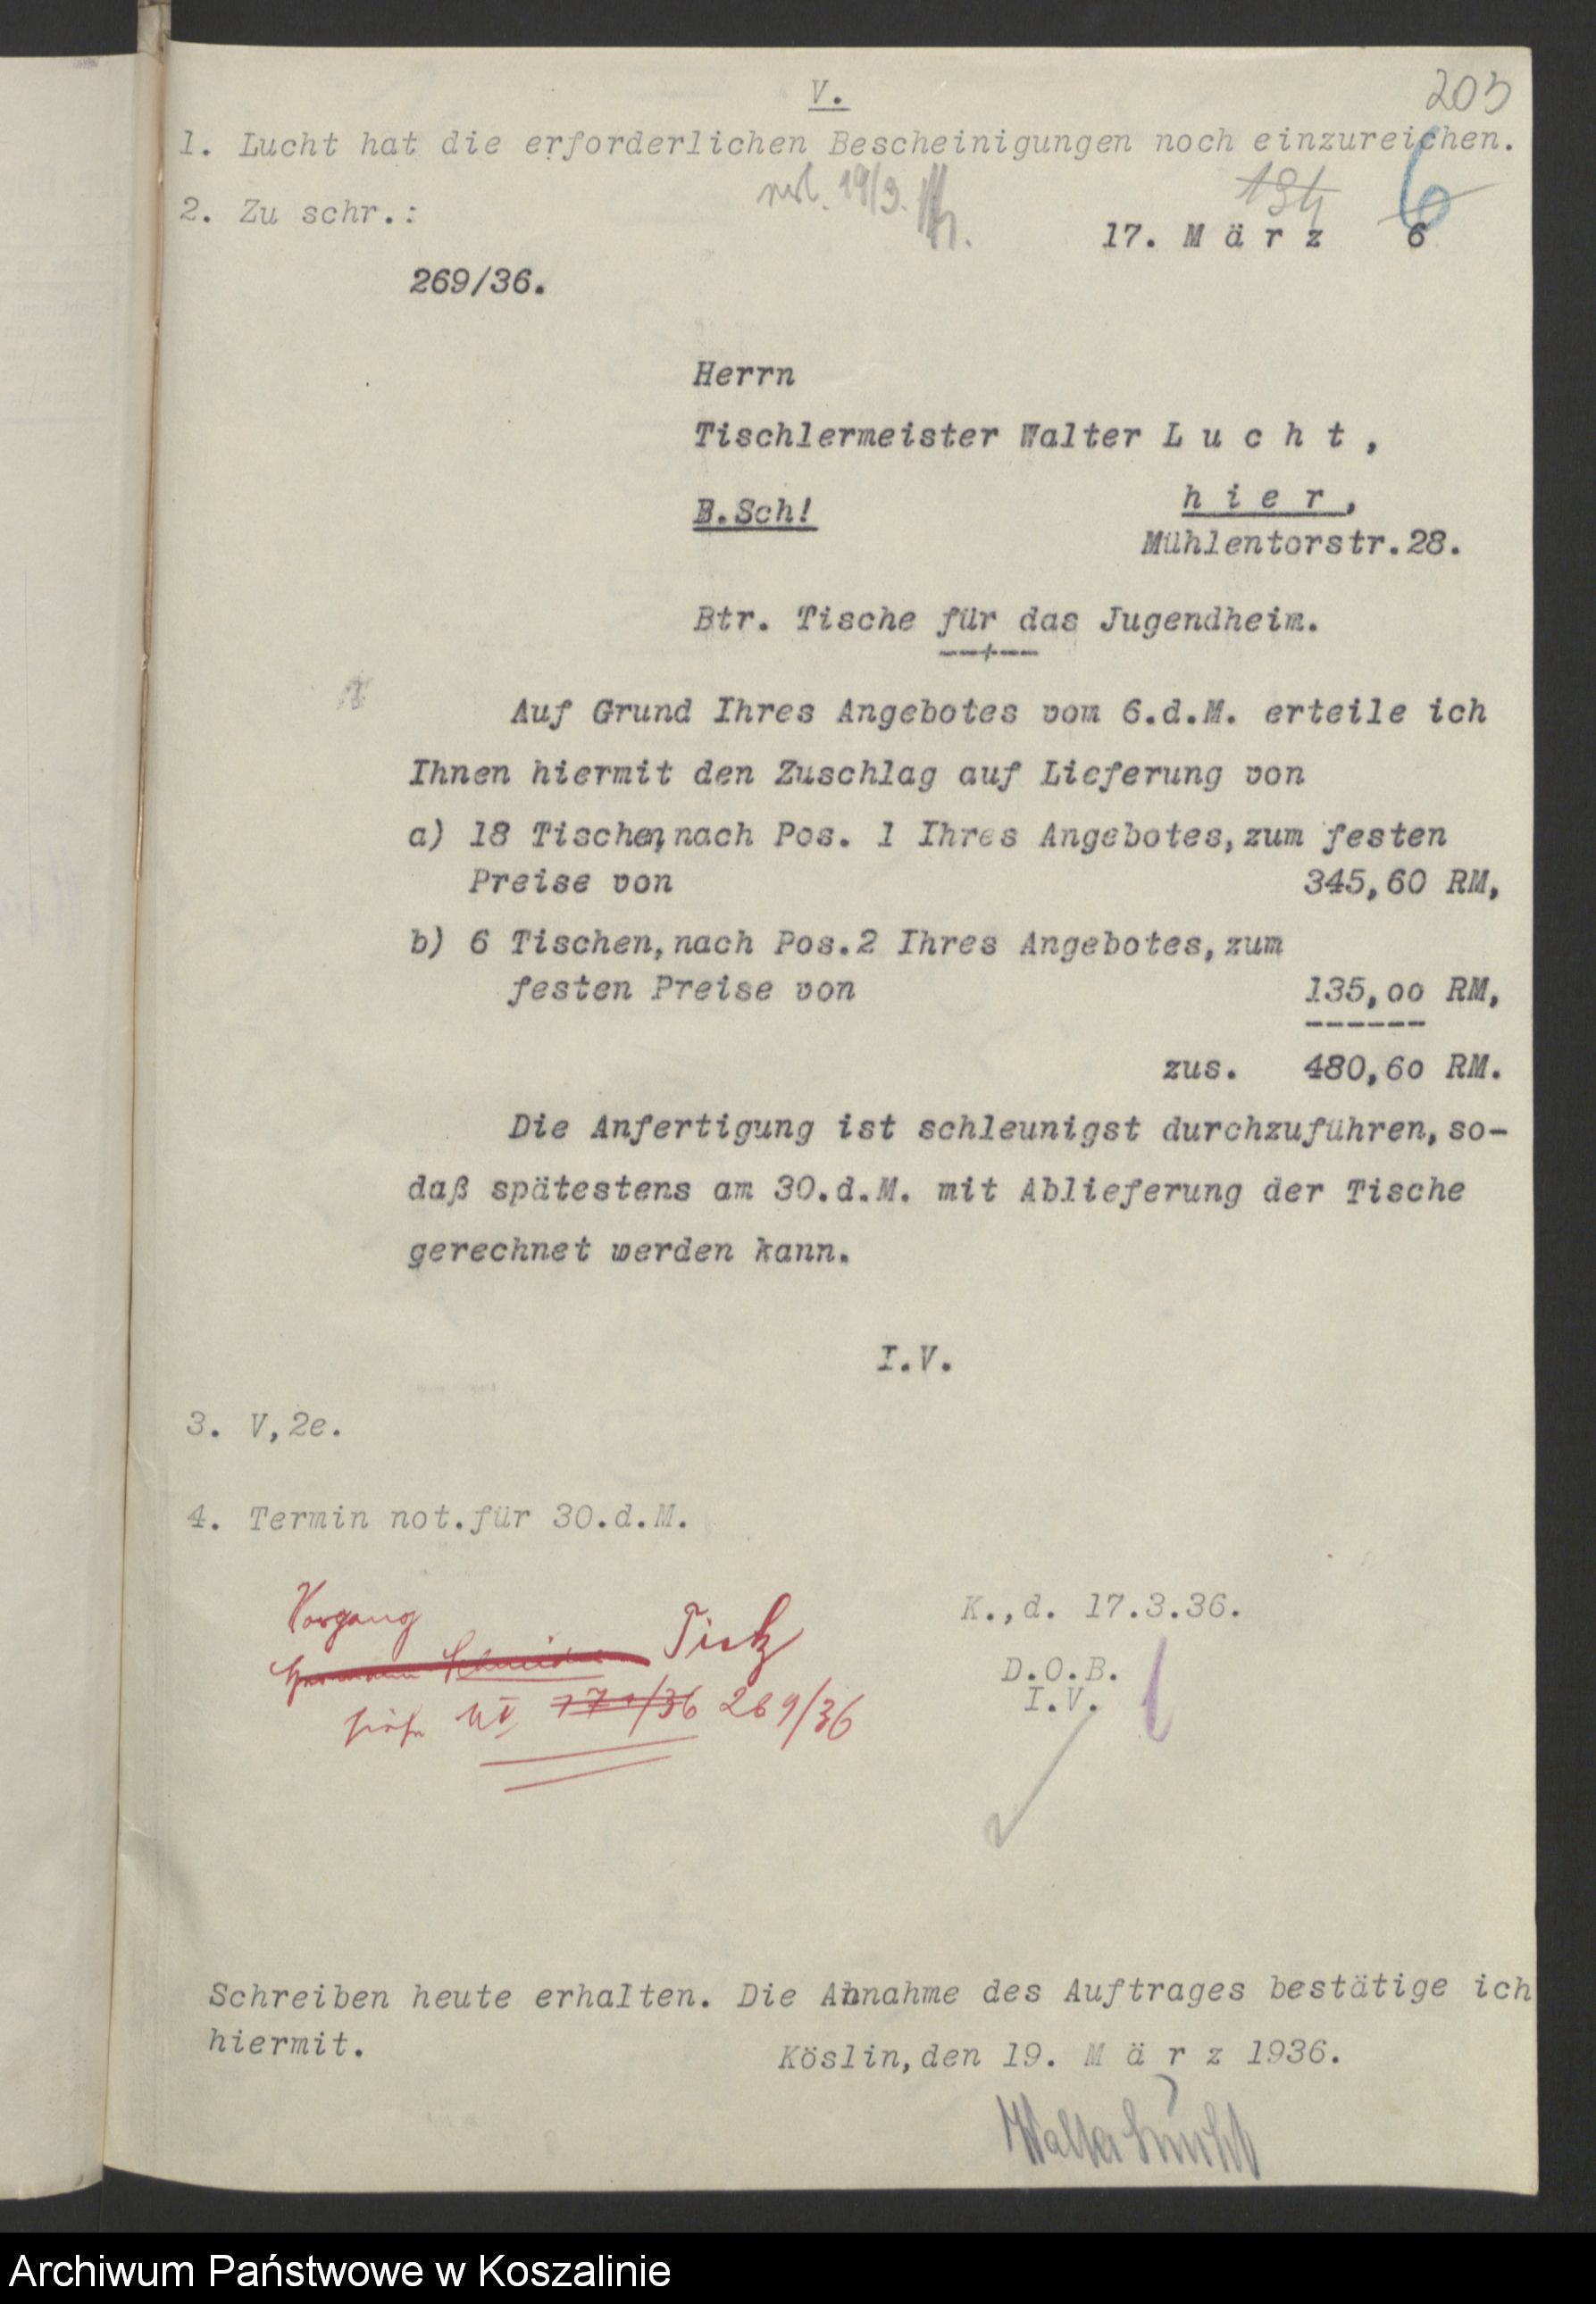 V.
203
1. Lucht hat die erforderlichen Bescheinigungen noch einzureichen.
19/3.
6
2. Zu schr.:
17. M ä r z 6
269/36.
Herrn
Tischlermeister Walter L u c h t ,
h i e r ,
E.Sch!
Mühlentorstr.28.
Btr. Tische für das Jugendheim.
Auf Grund Ihres Angebotes vom 6.d.M. erteile ich
Ihnen hiermit den Zuschlag auf Lieferung von
a) 18 Tischen, nach Pos. 1 Ihres Angebotes, zum festen
Preise von 345,60 RM,
b) 6 Tischen, nach Pos.2 Ihres Angebotes, zum
festen Preise von 135,oo RM,
zus. 480,6o RM.
Die Anfertigung ist schleunigst durchzuführen, so-
daß spätestens am 30.d.M. mit Ablieferung der Tische
gerechnet werden kann.
I.V.
3. V,2e.
4. Termin not.für 30.d.M.
Vorgang
K.,d. 17.3.36.
D.O.B.
I.V.
269/36
Schreiben heute erhalten. Die Annahme des Auftrages bestätige ich
hiermit.
Köslin, den 19. M ä r z 1936.
Walter Lucht
Archiwum Państwowe w Koszalinie